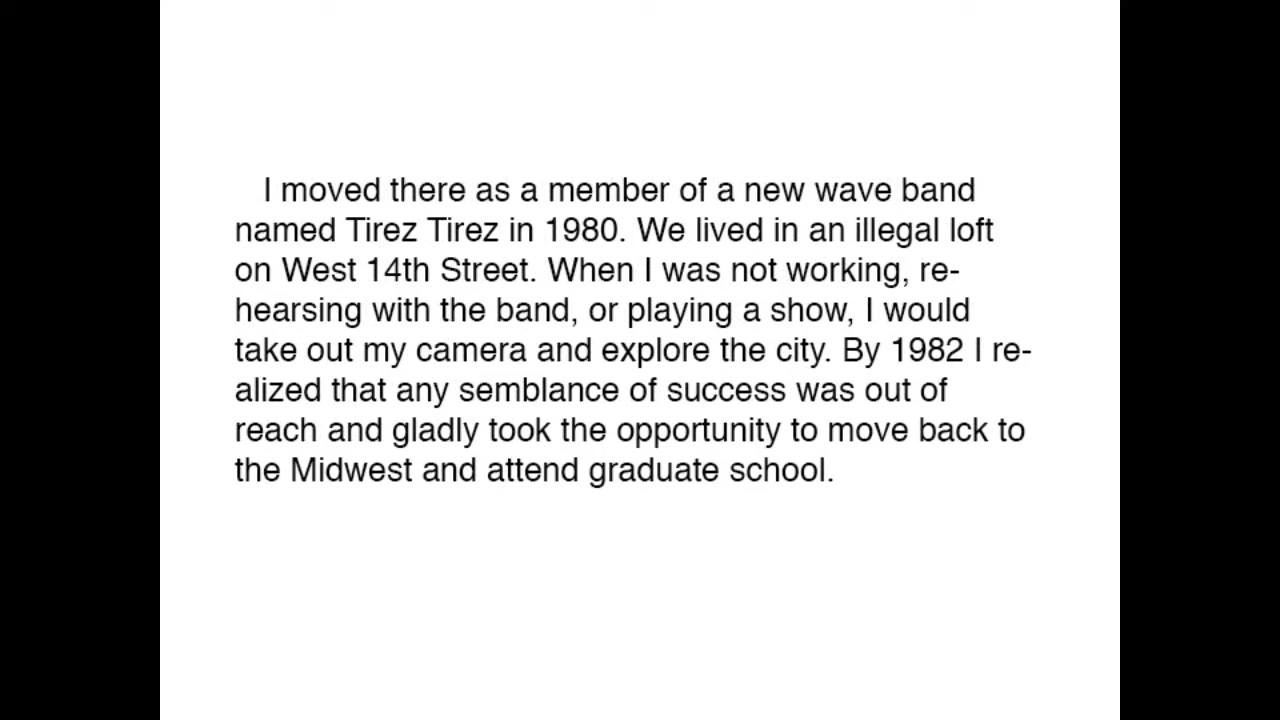 I moved there as a member of a new wave band
named Tirez Tirez in 1980. We lived in an illegal loft
on West 14th Street. When I was not working, re-
hearsing with the band, or playing a show, I would
take out my camera and explore the city. By 1982 I re-
alized that any semblance of success was out of
reach and gladly took the opportunity to move back to
the Midwest and attend graduate school.